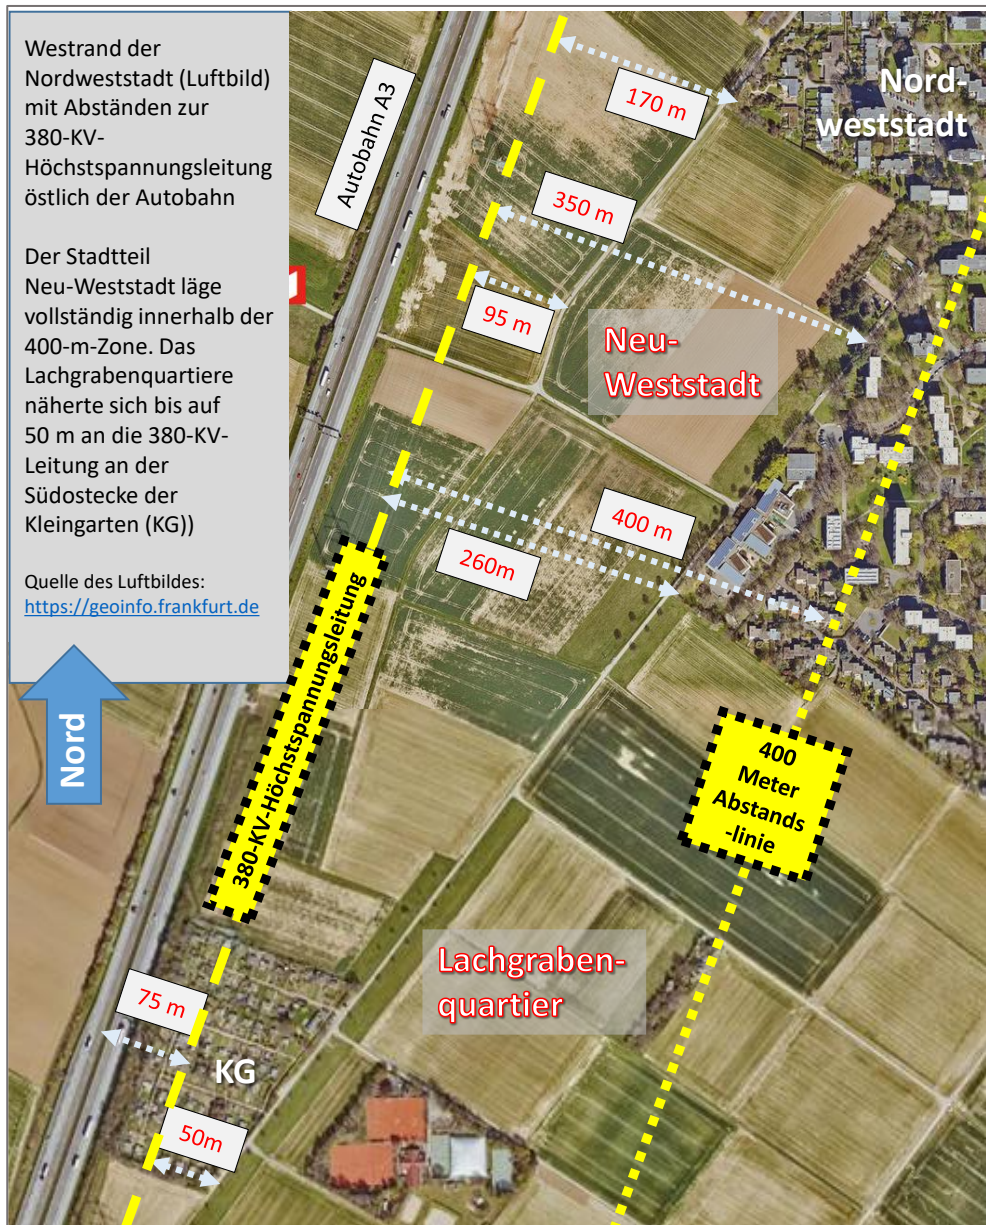 Westrand der
Nordweststadt (Luftbild)
mit Abständen zur
380-KV-
Höchstspannungsleitung
östlich der Autobahn
Der Stadtteil
Neu-Weststadt läge
vollständig innerhalb der
400-m-Zone. Das
Lachgrabenquartiere
näherte sich bis auf
50 m an die 380-KV-
Leitung an der
Südostecke der
Kleingarten (KG))
Quelle des Luftbildes:
https://geoinfo.frankfurt.de
Nord
Autobahn A3
170 m
Nord-
weststadt
350 m
95 m
Neu-
Weststadt
400 m
260m
380-KV-Höchstspannungsleitung
400
Meter
Abstands
-linie
Lachgraben-
quartier
75 m
KG
50m